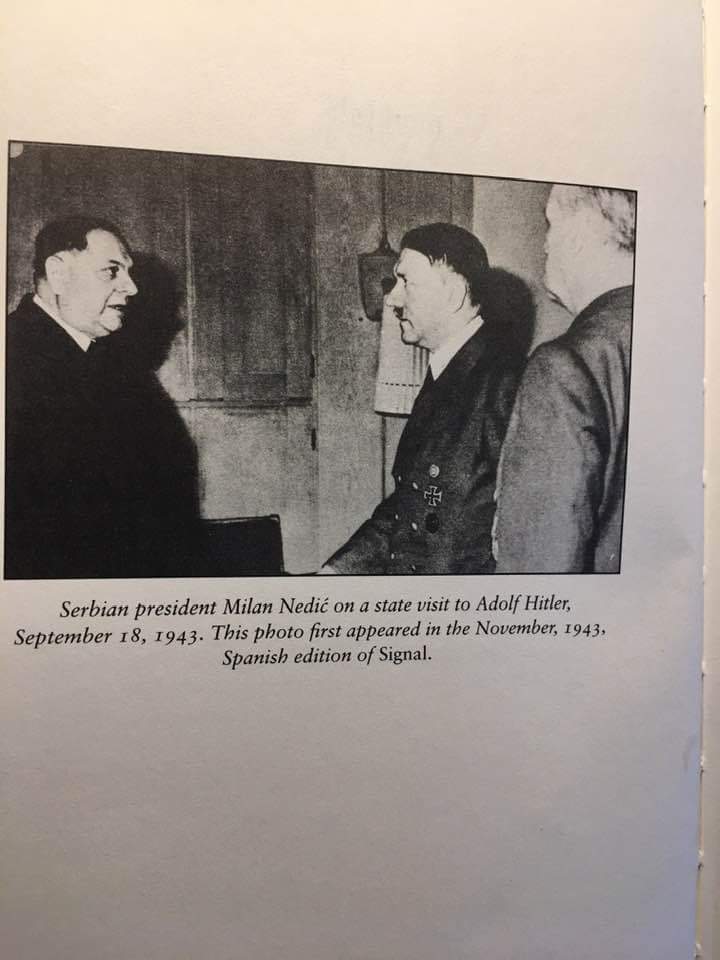 Serbian president Milan Nedić on a state visit to Adolf Hitler,
September 18, 1943. This photo first appeared in the November, 1943,
Spanish edition of Signal.